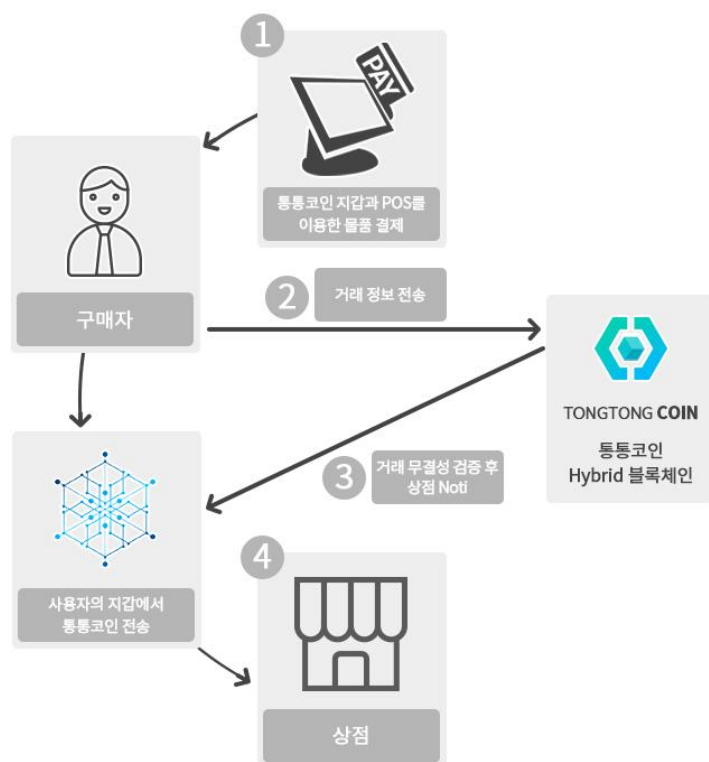 1
PAY
통통코인 지갑과 POS를
이용한 물품 결제
구매자
2
거래 정보 전송
TONGTONG COIN
통통코인
Hybrid 블록체인
3
거래 무결성 검증 후
상점 Noti
사용자의 지갑에서
통통코인 전송
4
상점